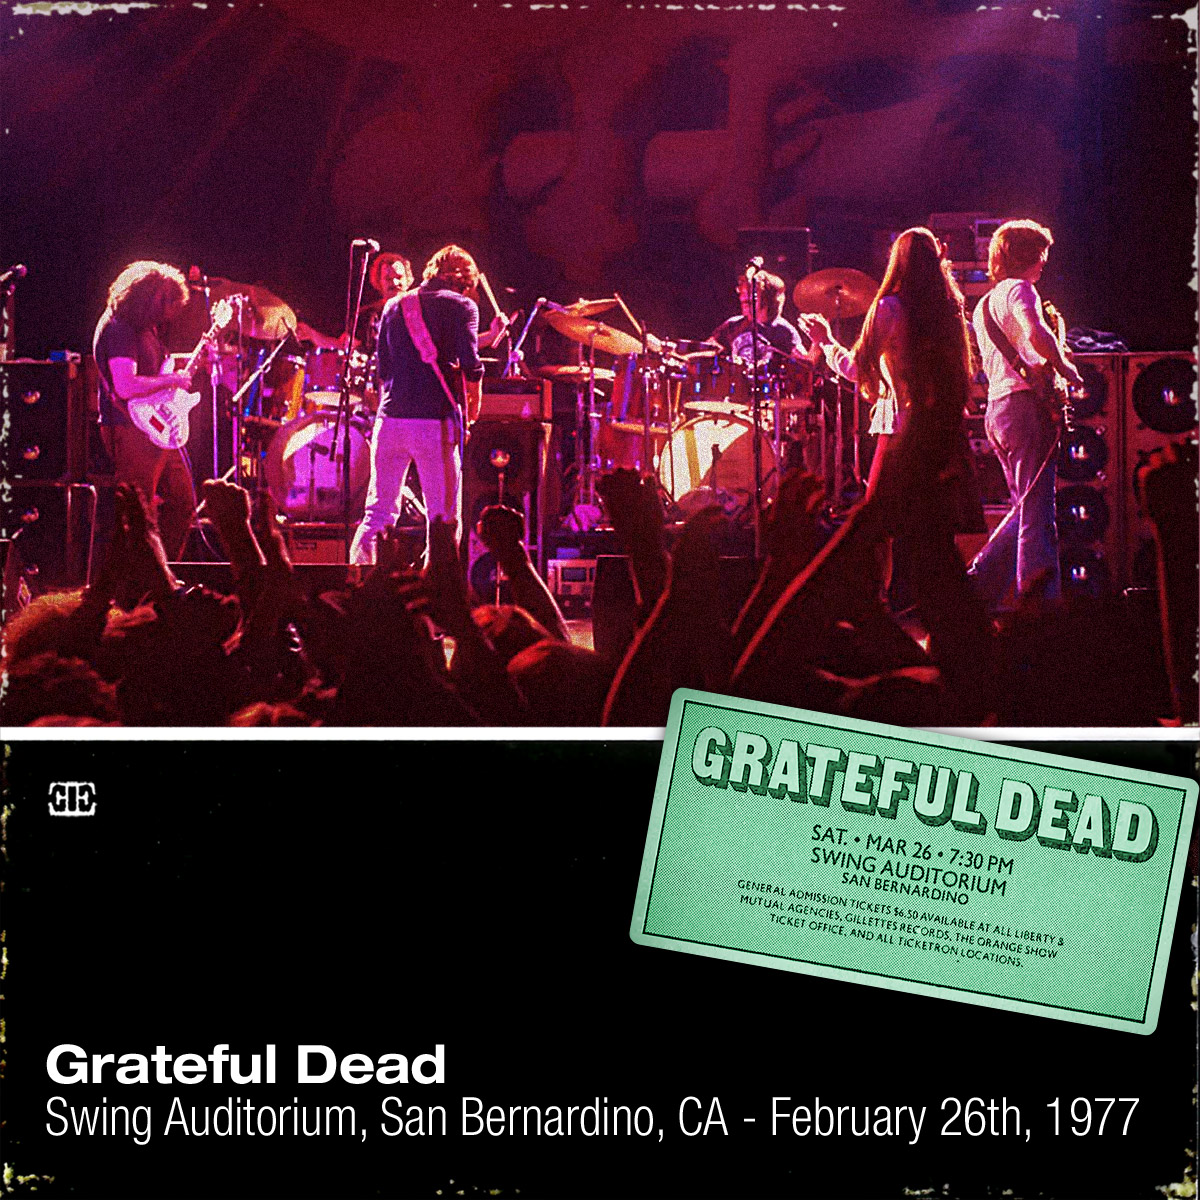 GRATEFUL DEAD
SAT. • MAR 26 • 7:30 PM
SWING AUDITORIUM
SAN BERNARDINO
GENERAL ADMISSION TICKETS $6.50 AVAILABLE AT ALL LIBERTY &
MUTUAL AGENCIES, GILLETTES RECORDS, THE ORANGE SHOW
TICKET OFFICE, AND ALL TICKETRON LOCATIONS.
Grateful Dead
Swing Auditorium, San Bernardino, CA - February 26th, 1977